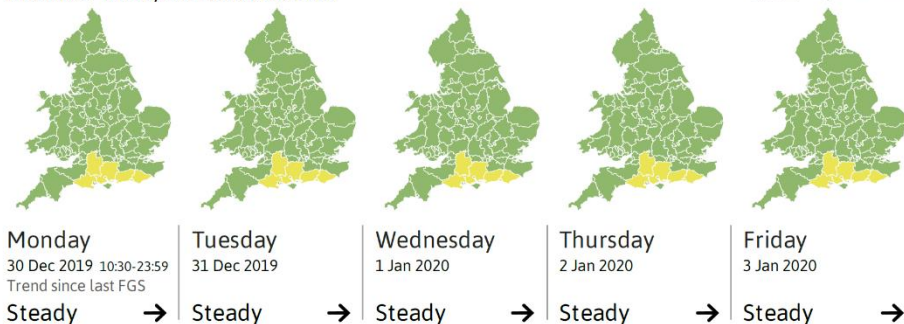 Monday
30 Dec 2019 10:30-23:59
Trend since last FGS
Steady →
Tuesday
31 Dec 2019
Steady →
Wednesday
1 Jan 2020
Steady →
Thursday
2 Jan 2020
Steady →
Friday
3 Jan 2020
Steady →